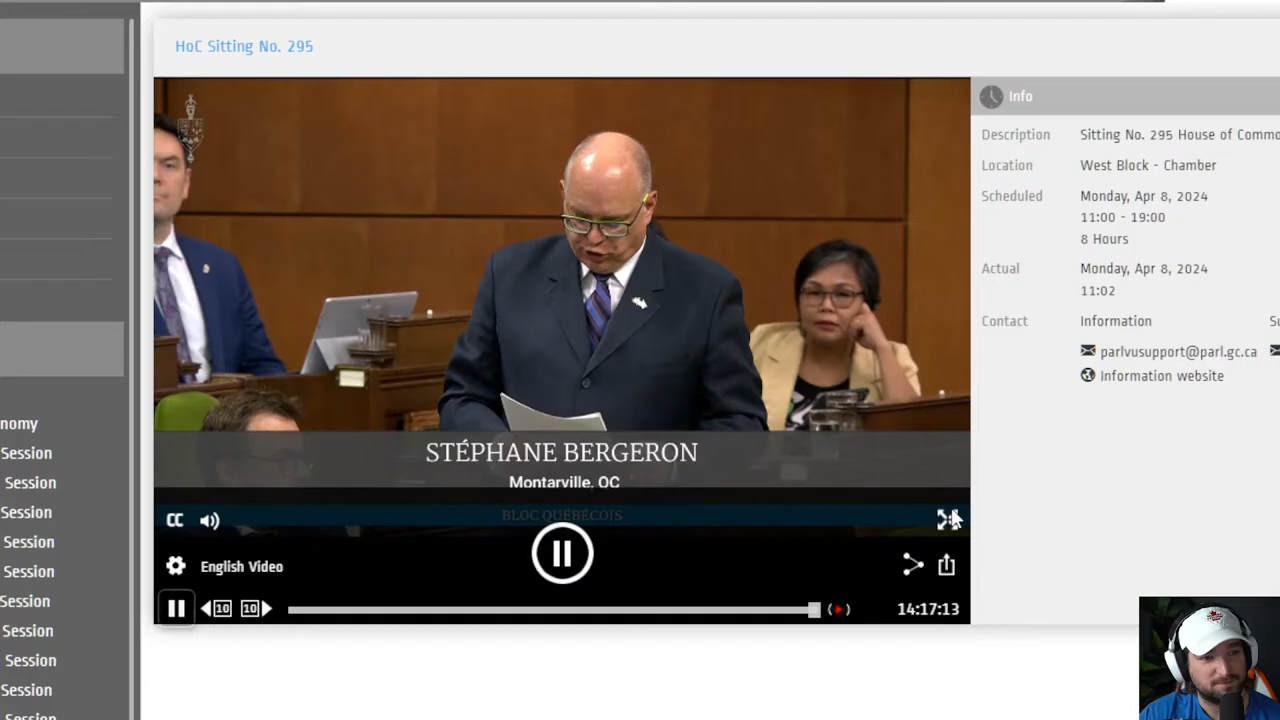 HoC Sitting No. 295
Info
Description Sitting No. 295 House of Commo
Location West Block - Chamber
Scheduled Monday, Apr 8, 2024
11:00 - 19:00
8 Hours
Actual Monday, Apr 8, 2024
11:02
Contact Information Su
parlvusupport@parl.gc.ca
Information website
nomy
Session
Session
Session
Session
Session
Session
Session
Session
Session
STÉPHANE BERGERON
Montarville, QC
BLOC QUÉBÉCOIS
CC
English Video
10 10 14:17:13